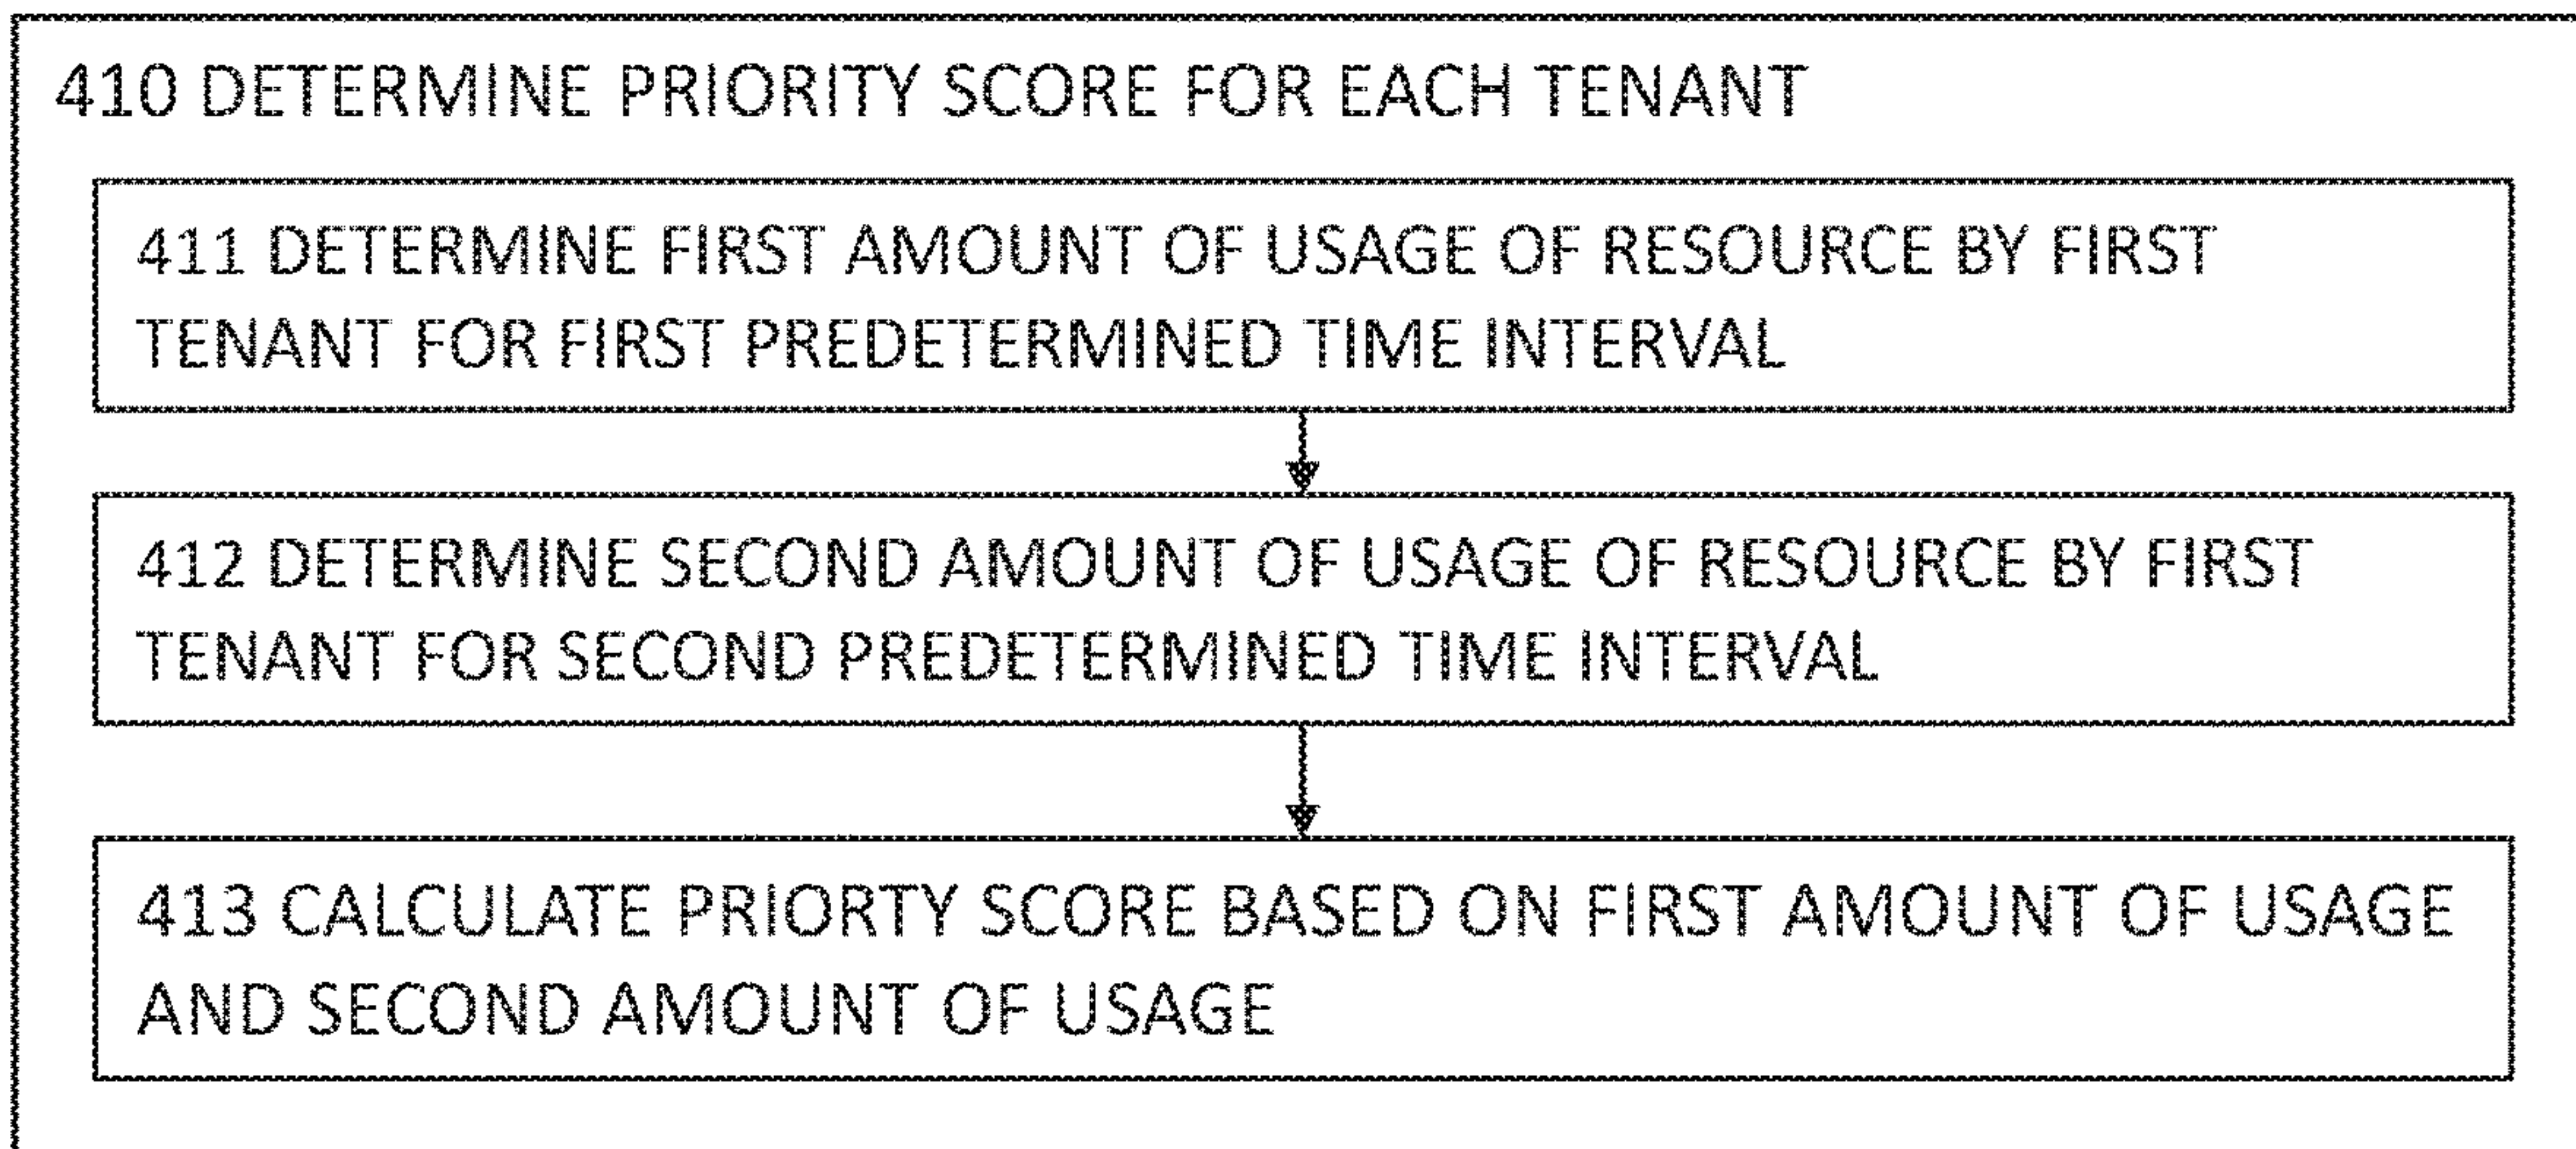 410 DETERMINE PRIORITY SCORE FOR EACH TENANT
411 DETERMINE FIRST AMOUNT OF USAGE OF RESOURCE BY FIRST
TENANT FOR FIRST PREDETERMINED TIME INTERVAL
412 DETERMINE SECOND AMOUNT OF USAGE OF RESOURCE BY FIRST
TENANT FOR SECOND PREDETERMINED TIME INTERVAL
413 CALCULATE PRIORTY SCORE BASED ON FIRST AMOUNT OF USAGE
AND SECOND AMOUNT OF USAGE